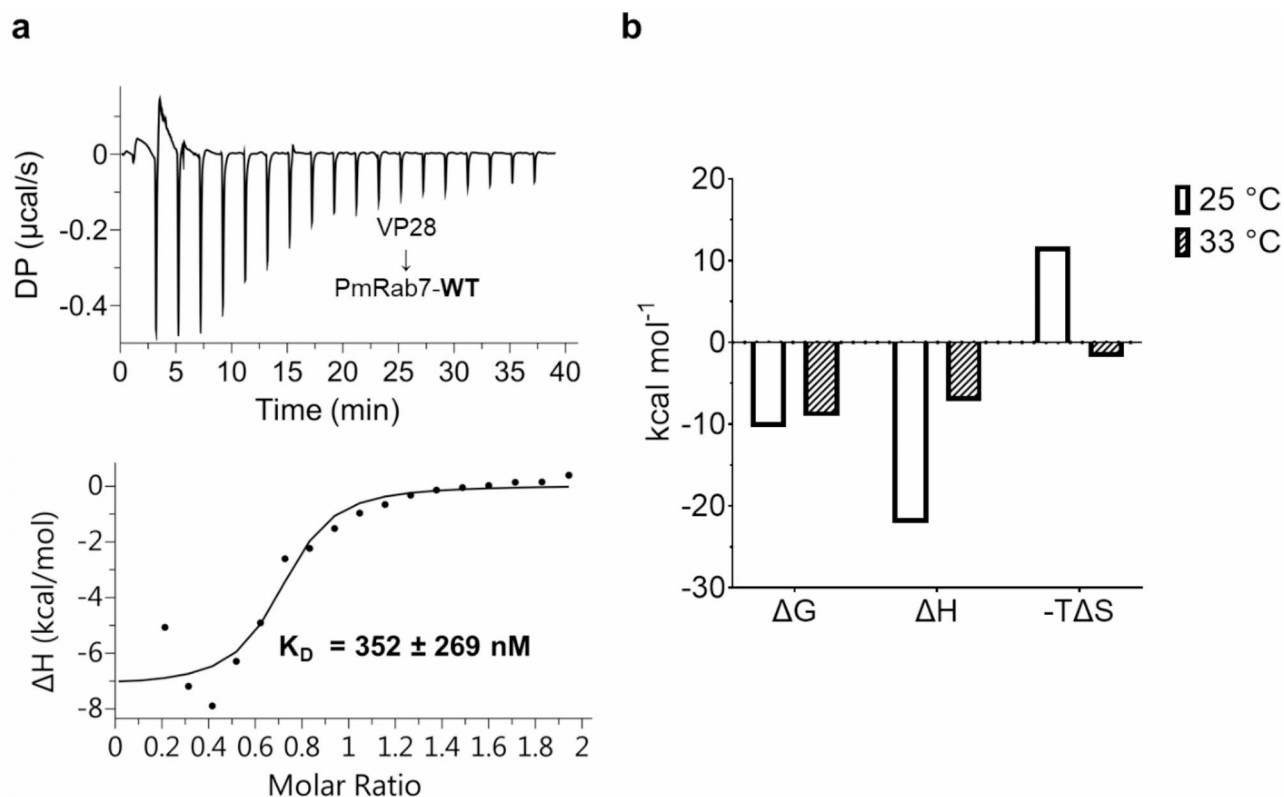 a
0
-0.2
-0.4
DP (µcal/s)
VP28
↓
PmRab7-WT
0 5 10 15 20 25 30 35 40
Time (min)
0
-2
-4
-6
-8
ΔH (kcal/mol)
K_D = 352 ± 269 nM
0 0.2 0.4 0.6 0.8 1 1.2 1.4 1.6 1.8 2
Molar Ratio
b
20
10
0
-10
-20
-30
kcal mol⁻¹
25 °C
33 °C
ΔG ΔH -TΔS